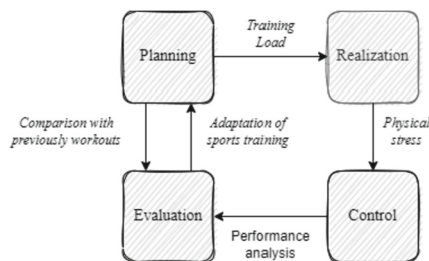 Planning
Training
Load
Realization
Comparison with
previously workouts
Adaptation of
sports training
Physical
stress
Evaluation
Performance
analysis
Control